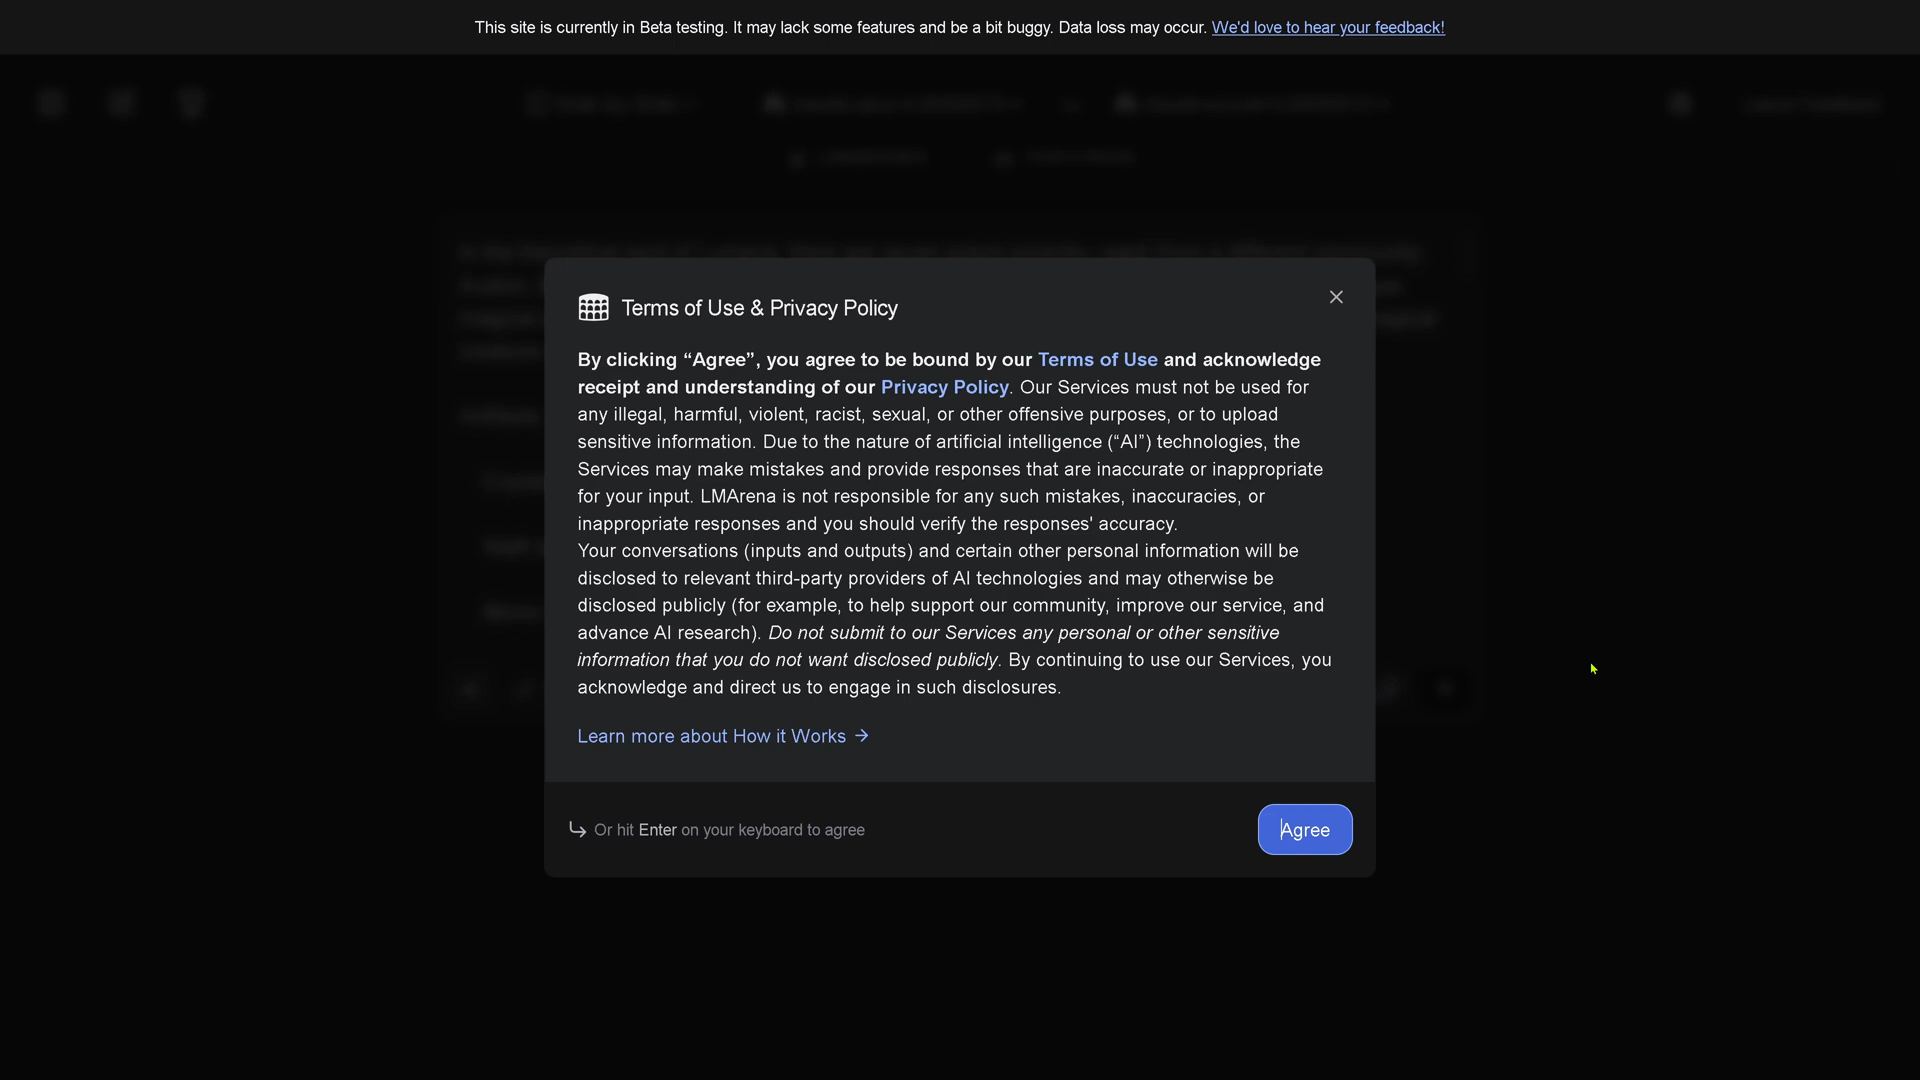 This site is currently in Beta testing. It may lack some features and be a bit buggy. Data loss may occur. We'd love to hear your feedback!
Terms of Use & Privacy Policy
By clicking “Agree”, you agree to be bound by our Terms of Use and acknowledge
receipt and understanding of our Privacy Policy. Our Services must not be used for
any illegal, harmful, violent, racist, sexual, or other offensive purposes, or to upload
sensitive information. Due to the nature of artificial intelligence (“AI”) technologies, the
Services may make mistakes and provide responses that are inaccurate or inappropriate
for your input. LMArena is not responsible for any such mistakes, inaccuracies, or
inappropriate responses and you should verify the responses' accuracy.
Your conversations (inputs and outputs) and certain other personal information will be
disclosed to relevant third-party providers of AI technologies and may otherwise be
disclosed publicly (for example, to help support our community, improve our service, and
advance AI research). Do not submit to our Services any personal or other sensitive
information that you do not want disclosed publicly. By continuing to use our Services, you
acknowledge and direct us to engage in such disclosures.
Learn more about How it Works
Or hit Enter on your keyboard to agree
Agree